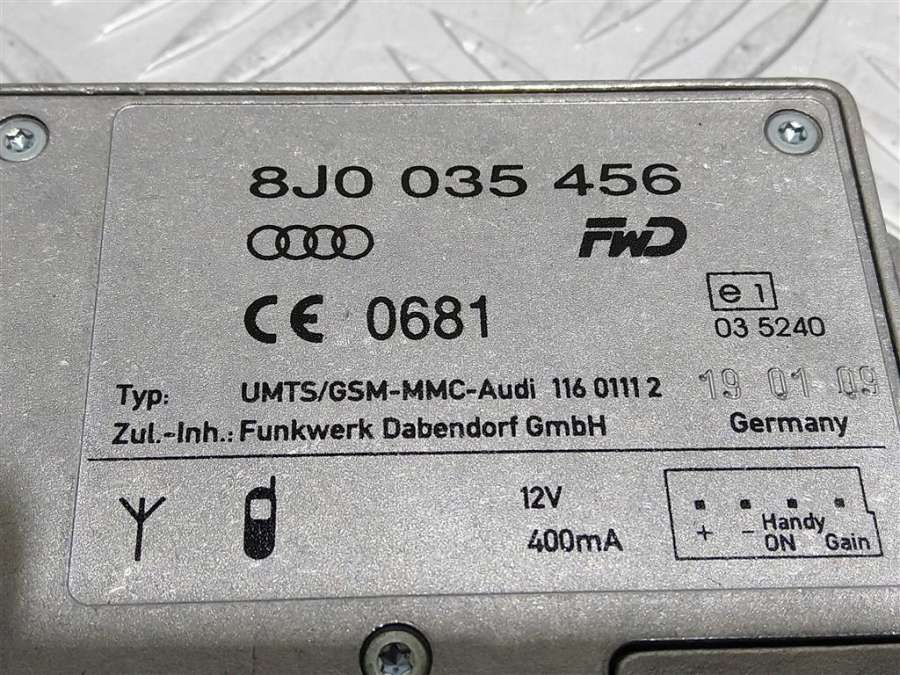 8J0 035 456
FWD
CE 0681
e 1
03 5240
Typ: UMTS/GSM-MMC-Audi 116 0111 2
19 01 09
Zul.-Inh.: Funkwerk Dabendorf GmbH
Germany
12V
400mA
+ - Handy ON Gain